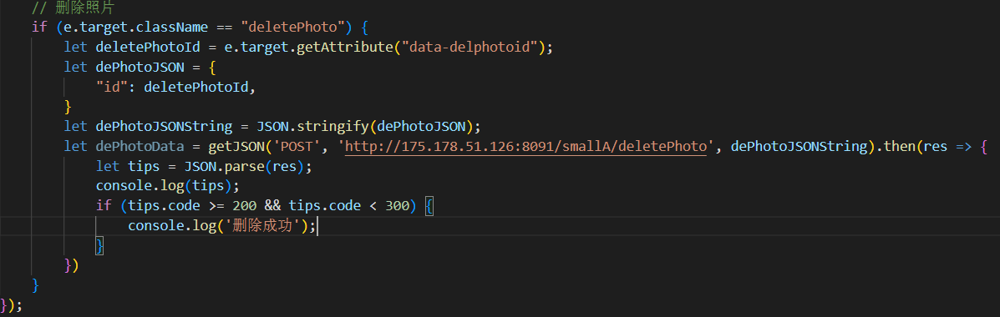 // 删除照片
if (e.target.className == "deletePhoto") {
let deletePhotoId = e.target.getAttribute("data-delphotoid");
let dePhotoJSON = {
"id": deletePhotoId,
}
let dePhotoJSONString = JSON.stringify(dePhotoJSON);
let dePhotoData = getJSON('POST', 'http://175.178.51.126:8091/smallA/deletePhoto', dePhotoJSONString).then(res => {
let tips = JSON.parse(res);
console.log(tips);
if (tips.code >= 200 && tips.code < 300) {
console.log('删除成功');
}
})
}
});